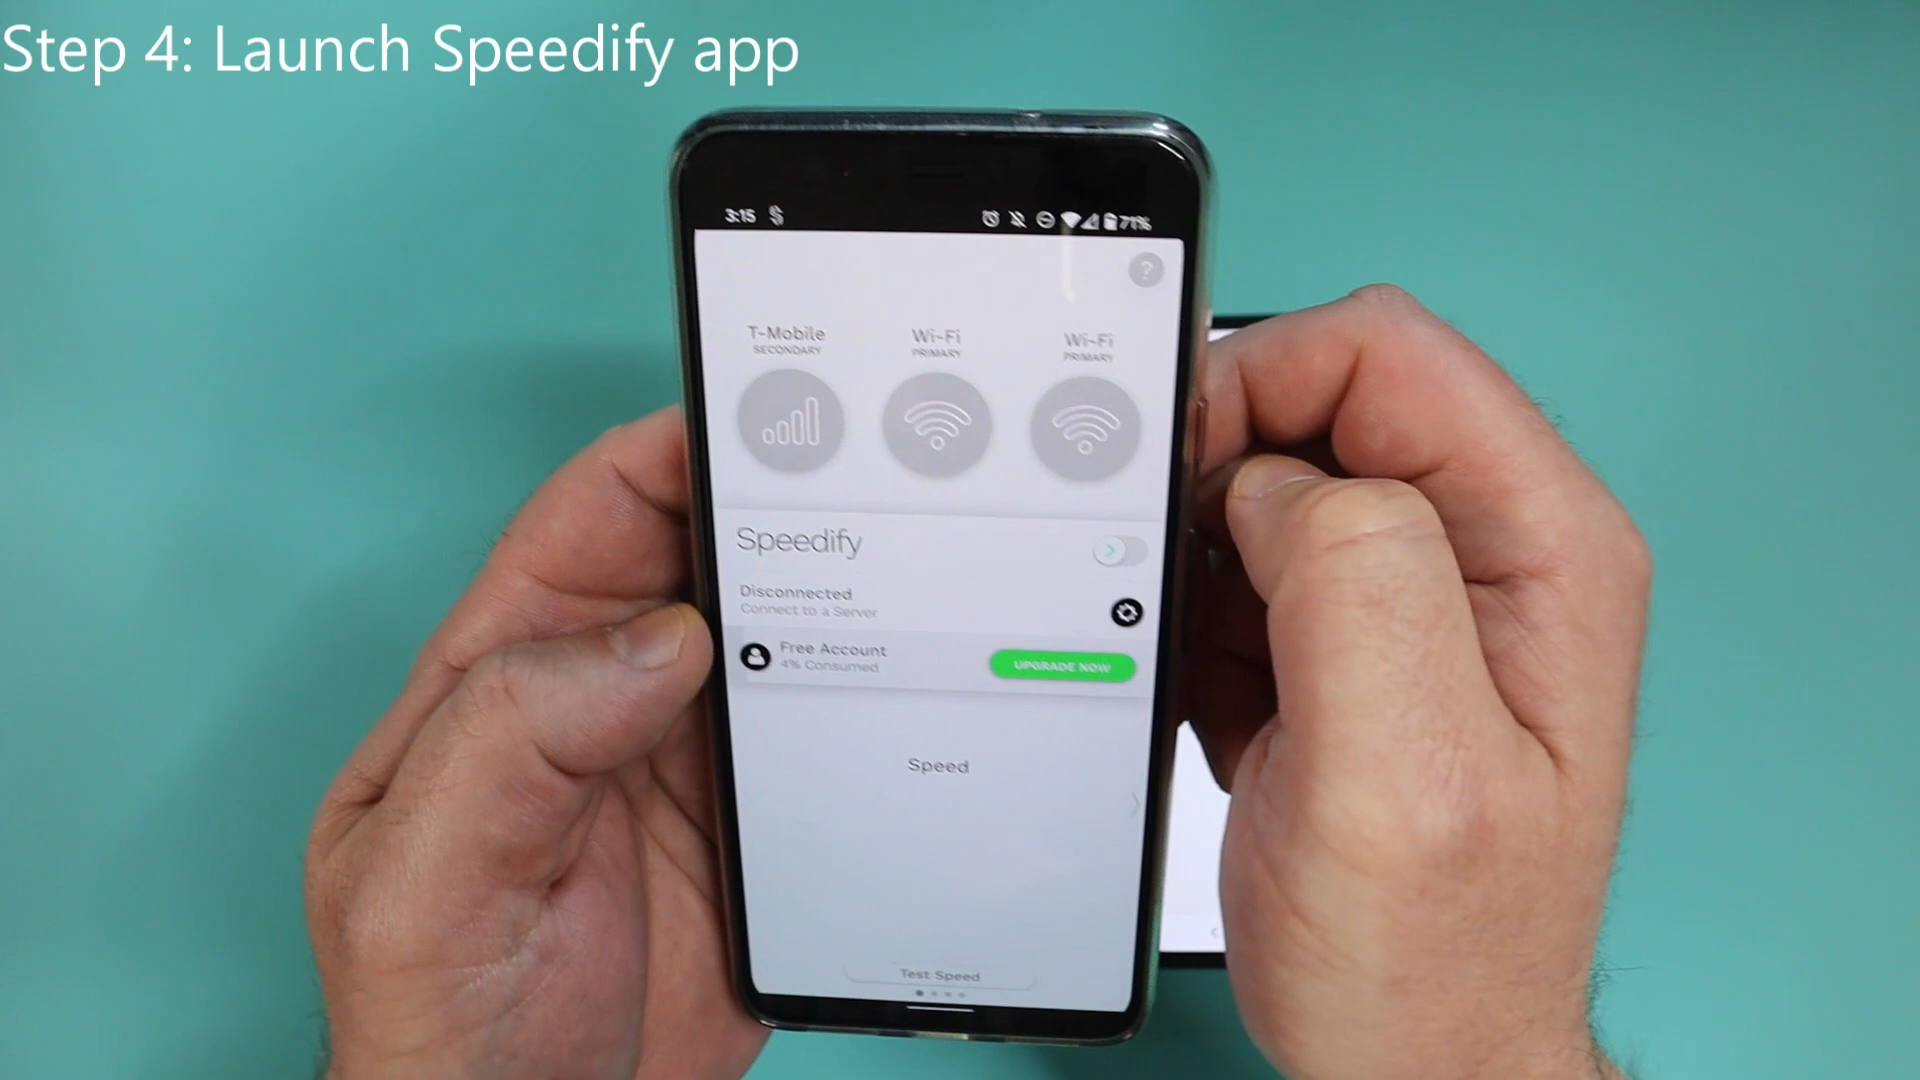 Step 4: Launch Speedify app
3:15
71%
?
T-Mobile
SECONDARY
Wi-Fi
PRIMARY
Wi-Fi
PRIMARY
Speedify
Disconnected
Connect to a Server
Free Account
4% Consumed
UPGRADE NOW
Speed
Test Speed